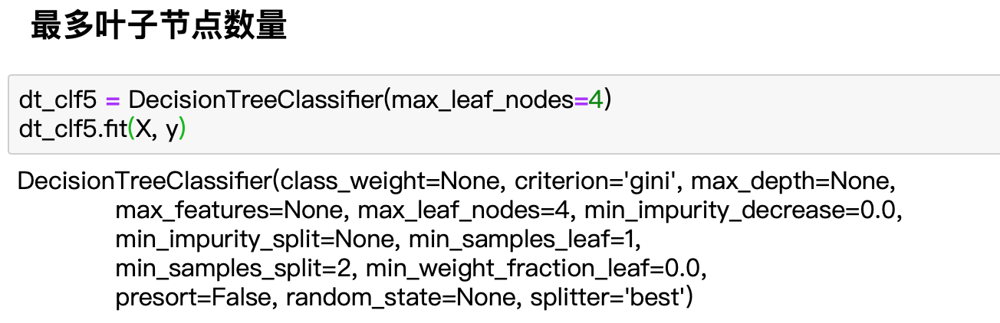 最多叶子节点数量
dt_clf5 = DecisionTreeClassifier(max_leaf_nodes=4)
dt_clf5.fit(X, y)
DecisionTreeClassifier(class_weight=None, criterion='gini', max_depth=None,
max_features=None, max_leaf_nodes=4, min_impurity_decrease=0.0,
min_impurity_split=None, min_samples_leaf=1,
min_samples_split=2, min_weight_fraction_leaf=0.0,
presort=False, random_state=None, splitter='best')